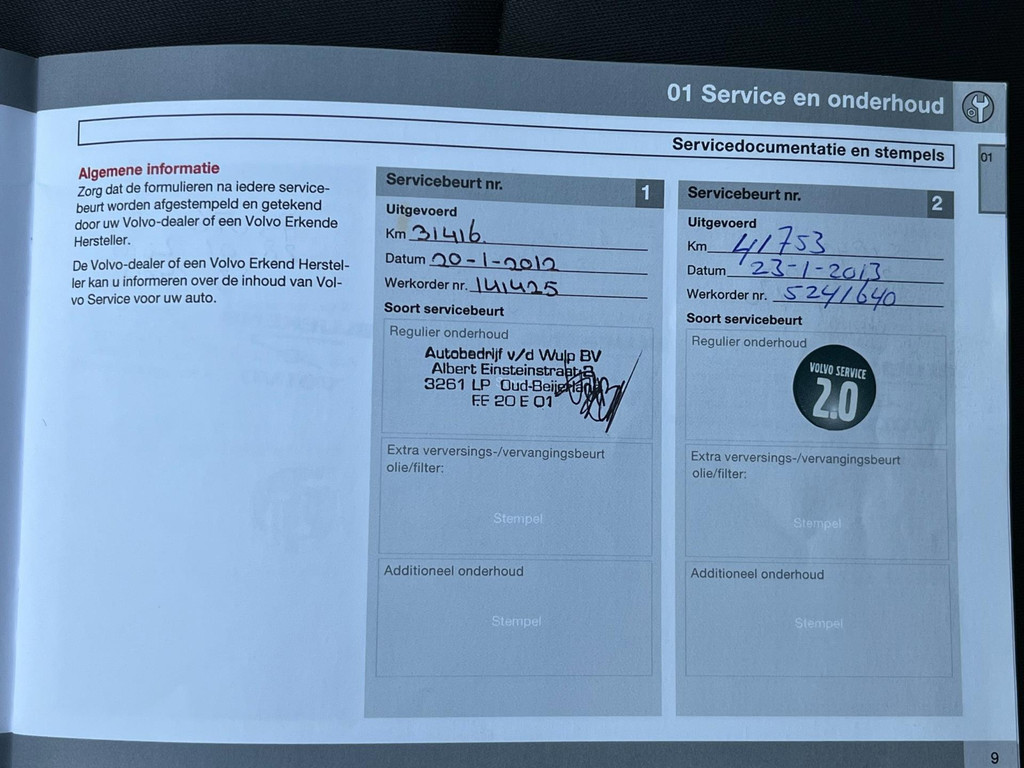 01 Service en onderhoud
Servicedocumentatie en stempels
01
Algemene informatie
Zorg dat de formulieren na iedere service-
beurt worden afgestempeld en getekend
door uw Volvo-dealer of een Volvo Erkende
Hersteller.
De Volvo-dealer of een Volvo Erkend Herstel-
ler kan u informeren over de inhoud van Vol-
vo Service voor uw auto.
Servicebeurt nr. 1
Uitgevoerd
Km 31416.
Datum 20-1-2012
Werkorder nr. 141425
Soort servicebeurt
Regulier onderhoud
Autobedrijf v/d Wulp BV
Albert Einsteinstraat
3261 LP Oud-Beijerland
FE 20 E 01
Extra verversings-/vervangingsbeurt
olie/filter:
Stempel
Additioneel onderhoud
Stempel
Servicebeurt nr. 2
Uitgevoerd
Km 41753
Datum 23-1-2013
Werkorder nr. 5241640
Soort servicebeurt
Regulier onderhoud
VOLVO SERVICE
2.0
Extra verversings-/vervangingsbeurt
olie/filter:
Stempel
Additioneel onderhoud
Stempel
9